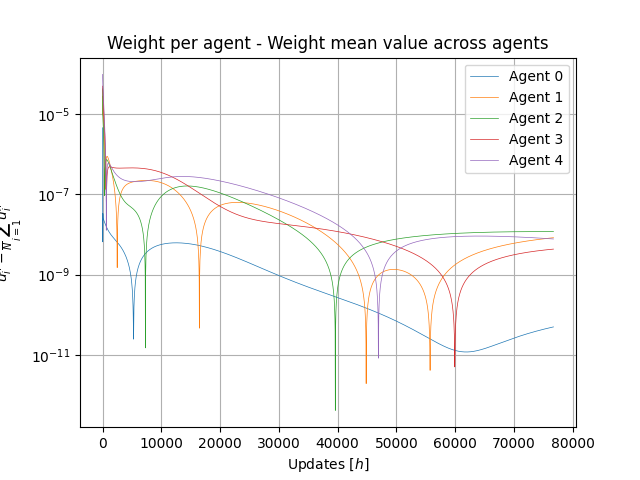 Weight per agent - Weight mean value across agents
Agent 0
Agent 1
Agent 2
Agent 3
Agent 4
10⁻⁵
10⁻⁷
10⁻⁹
10⁻¹¹
0 10000 20000 30000 40000 50000 60000 70000 80000
Updates [h]